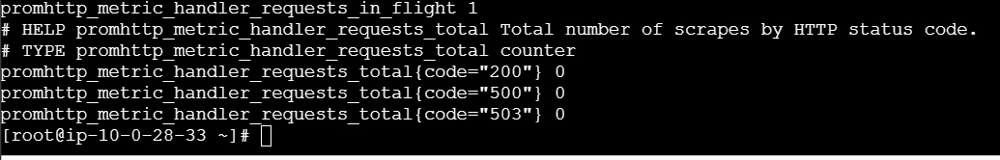 promhttp_metric_handler_requests_in_flight 1
# HELP promhttp_metric_handler_requests_total Total number of scrapes by HTTP status code.
# TYPE promhttp_metric_handler_requests_total counter
promhttp_metric_handler_requests_total{code="200"} 0
promhttp_metric_handler_requests_total{code="500"} 0
promhttp_metric_handler_requests_total{code="503"} 0
[root@ip-10-0-28-33 ~]#